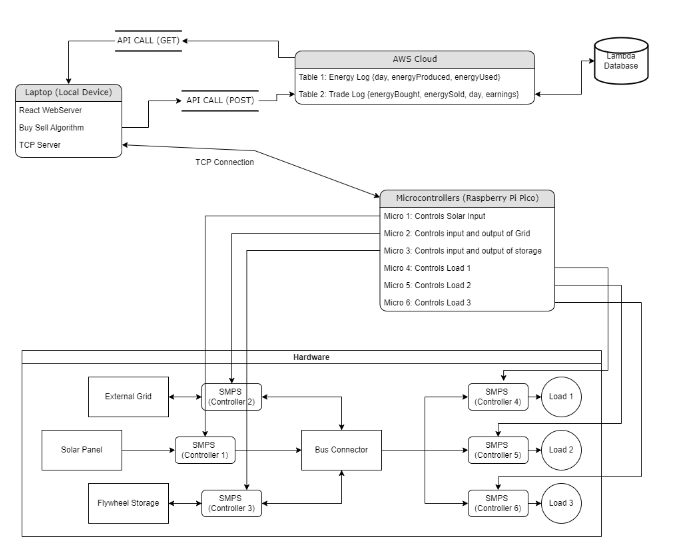 API CALL (GET)
AWS Cloud
Table 1: Energy Log {day, energyProduced, energyUsed}
Table 2: Trade Log {energyBought, energySold, day, earnings}
Lambda
Database
Laptop (Local Device)
React WebServer
Buy Sell Algorithm
TCP Server
API CALL (POST)
TCP Connection
Microcontrollers (Raspberry Pi Pico)
Micro 1: Controls Solar Input
Micro 2: Controls input and output of Grid
Micro 3: Controls input and output of storage
Micro 4: Controls Load 1
Micro 5: Controls Load 2
Micro 6: Controls Load 3
Hardware
External Grid
SMPS
(Controller 2)
SMPS
(Controller 4)
Load 1
Solar Panel
SMPS
(Controller 1)
Bus Connector
SMPS
(Controller 5)
Load 2
Flywheel Storage
SMPS
(Controller 3)
SMPS
(Controller 6)
Load 3